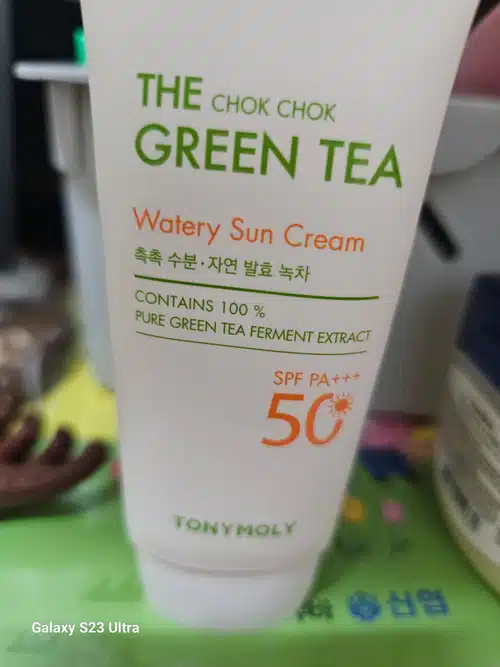 THE CHOK CHOK
GREEN TEA
Watery Sun Cream
촉촉 수분·자연 발효 녹차
CONTAINS 100 %
PURE GREEN TEA FERMENT EXTRACT
SPF PA+++
50
TONYMOLY
신협
Galaxy S23 Ultra